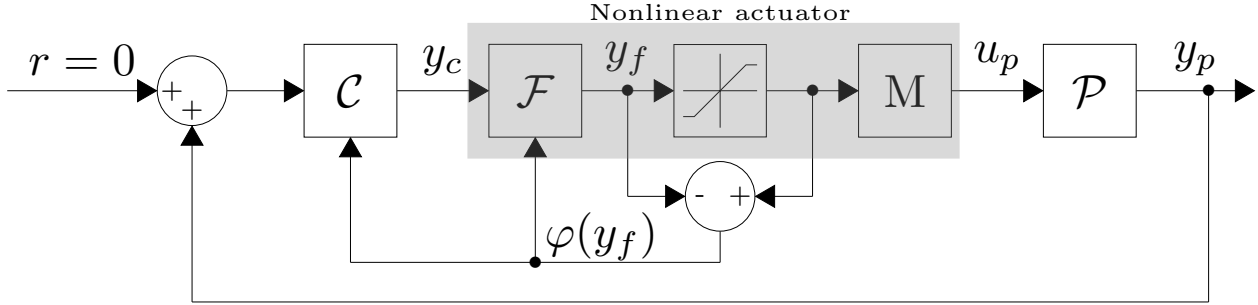 Nonlinear actuator
r = 0
+
+
C
y_c
F
y_f
M
u_p
P
y_p
-
+
φ(y_f)